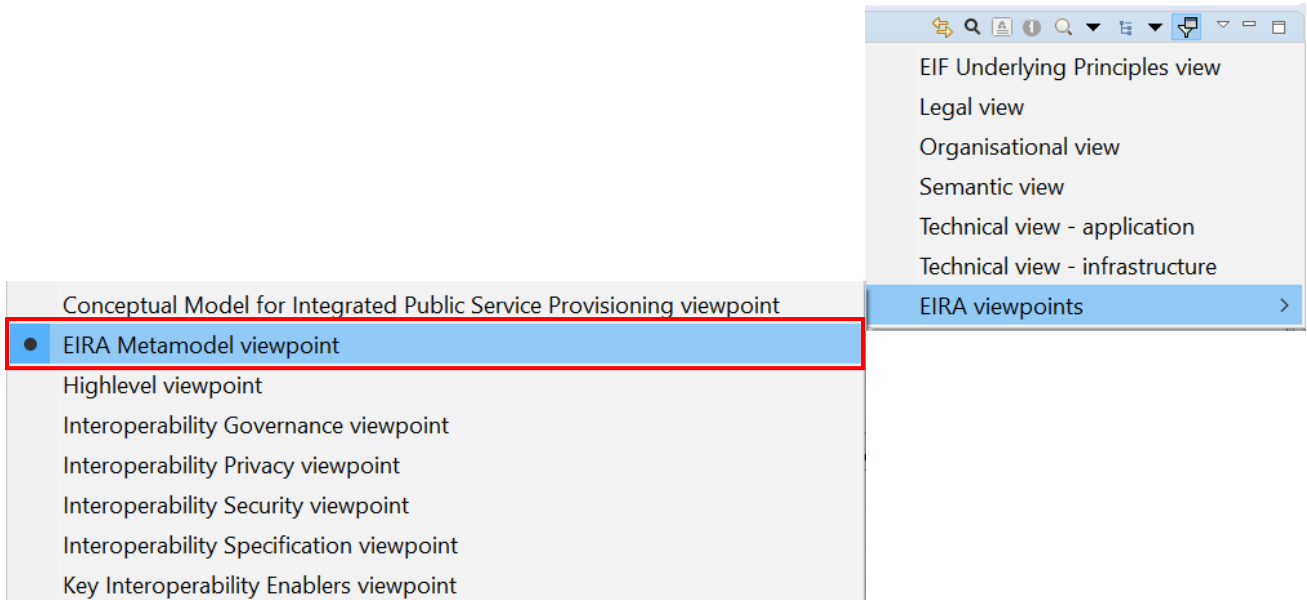 EIF Underlying Principles view
Legal view
Organisational view
Semantic view
Technical view - application
Technical view - infrastructure
EIRA viewpoints
Conceptual Model for Integrated Public Service Provisioning viewpoint
EIRA Metamodel viewpoint
Highlevel viewpoint
Interoperability Governance viewpoint
Interoperability Privacy viewpoint
Interoperability Security viewpoint
Interoperability Specification viewpoint
Key Interoperability Enablers viewpoint